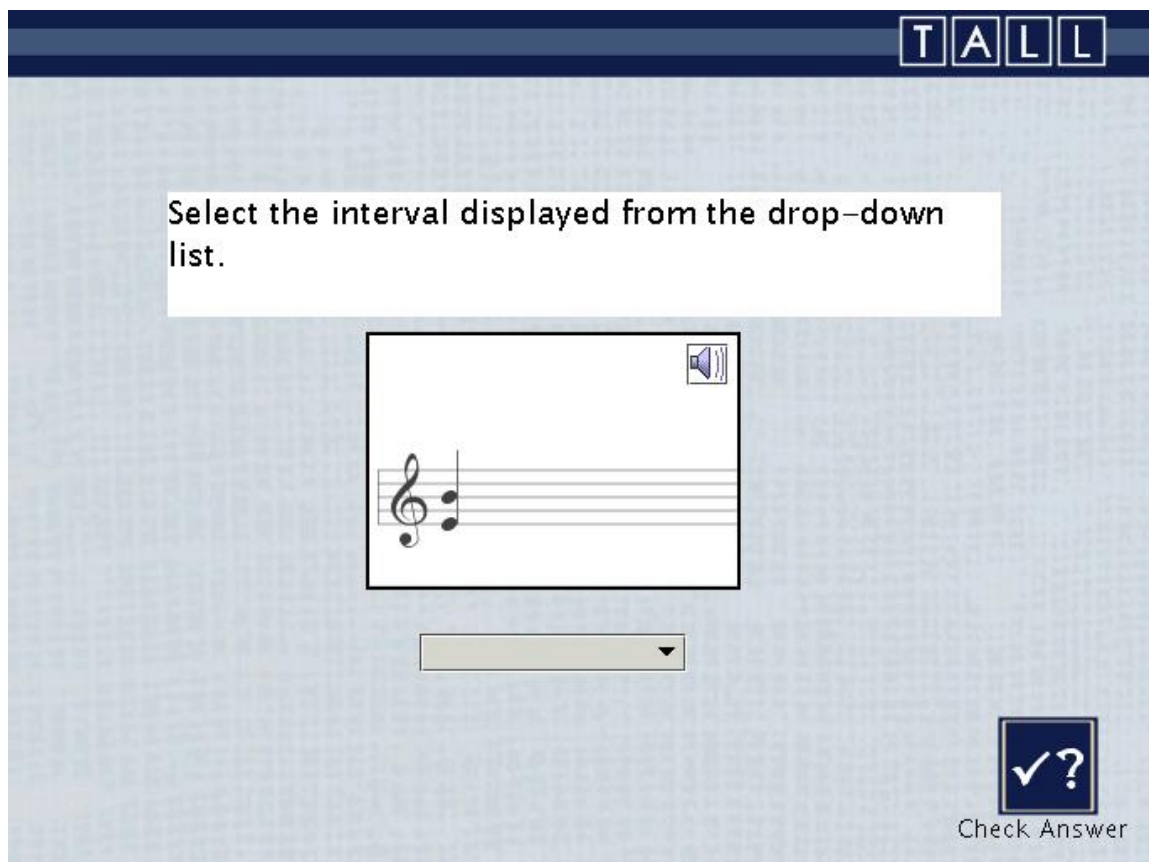 TALL
Select the interval displayed from the drop-down
list.
✓?
Check Answer